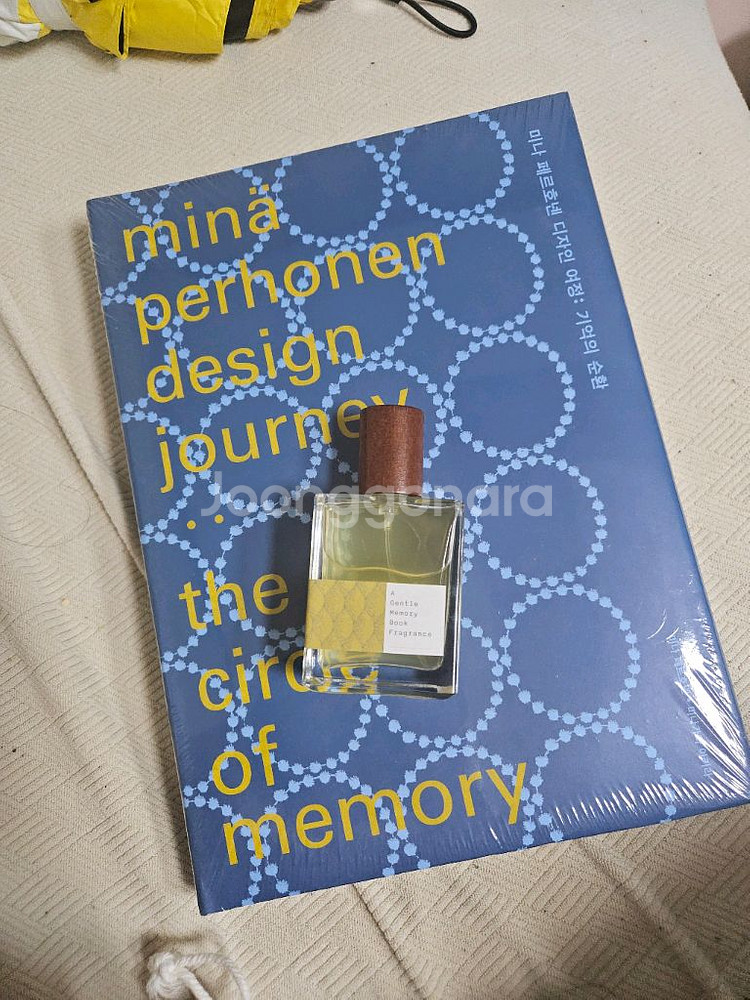 minä
perhonen
design
journey
:
the
circle
of
memory
미나 페르호넨 디자인 여정: 기억의 순환
A
Gentle
Memory
Book
Fragrance
Joonggonara